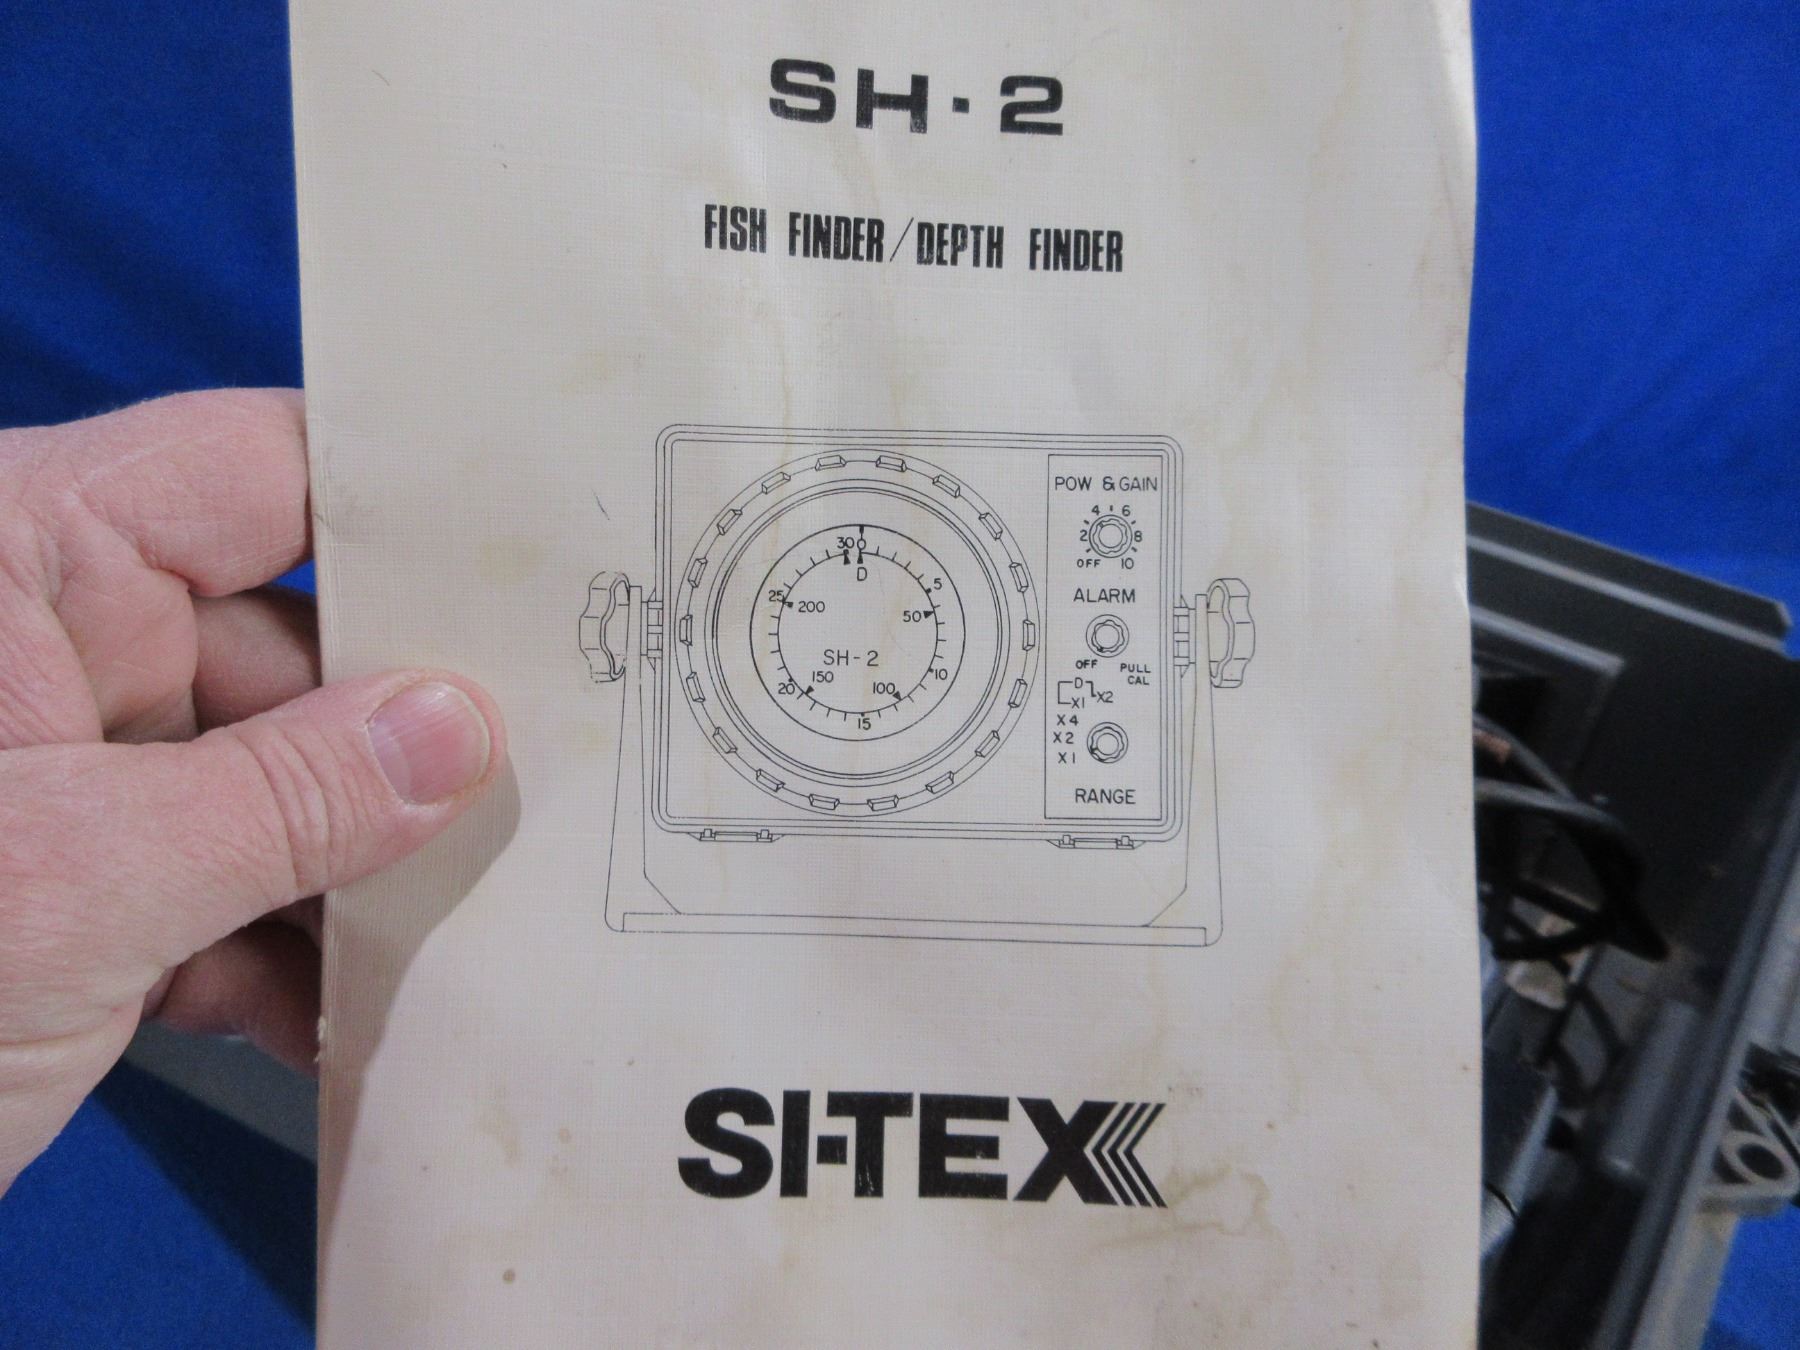 SH·2
FISH FINDER/DEPTH FINDER
POW & GAIN
4 6
2 8
OFF 10
30 0
D
5
25
200
50
ALARM
SH-2
10
150
100
20
15
OFF PULL
CAL
D
X1 X2
X4
X2
X1
RANGE
SI-TEX